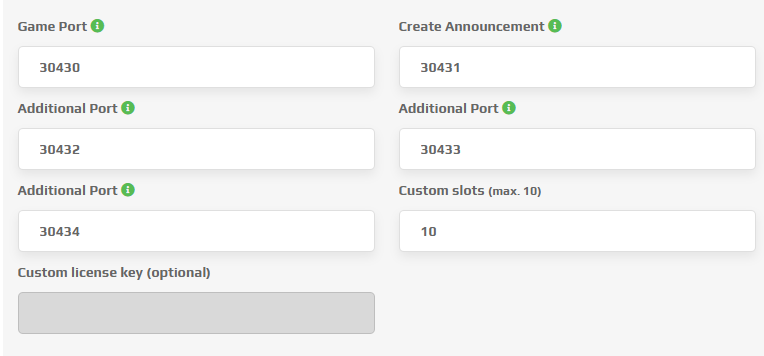 Game Port
Create Announcement
30430
30431
Additional Port
Additional Port
30432
30433
Additional Port
Custom slots (max. 10)
30434
10
Custom license key (optional)